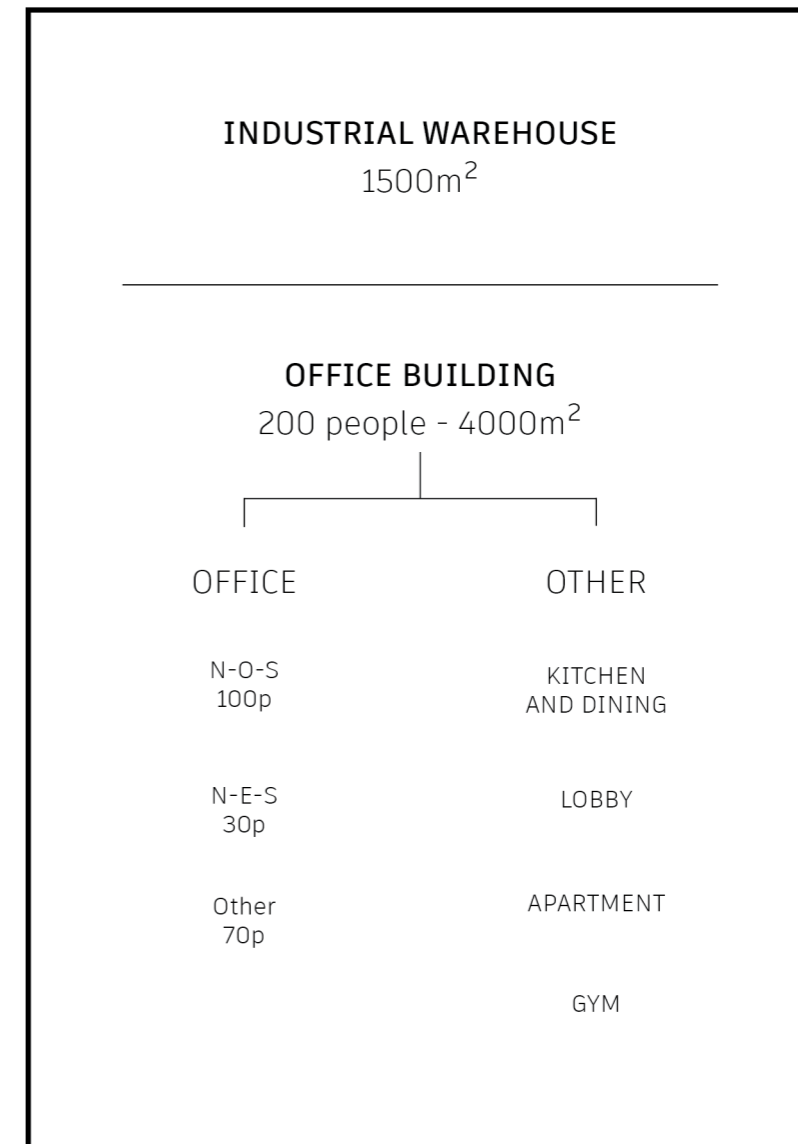 INDUSTRIAL WAREHOUSE
1500m²
OFFICE BUILDING
200 people - 4000m²
OFFICE
N-O-S
100p
N-E-S
30p
Other
70p
OTHER
KITCHEN
AND DINING
LOBBY
APARTMENT
GYM